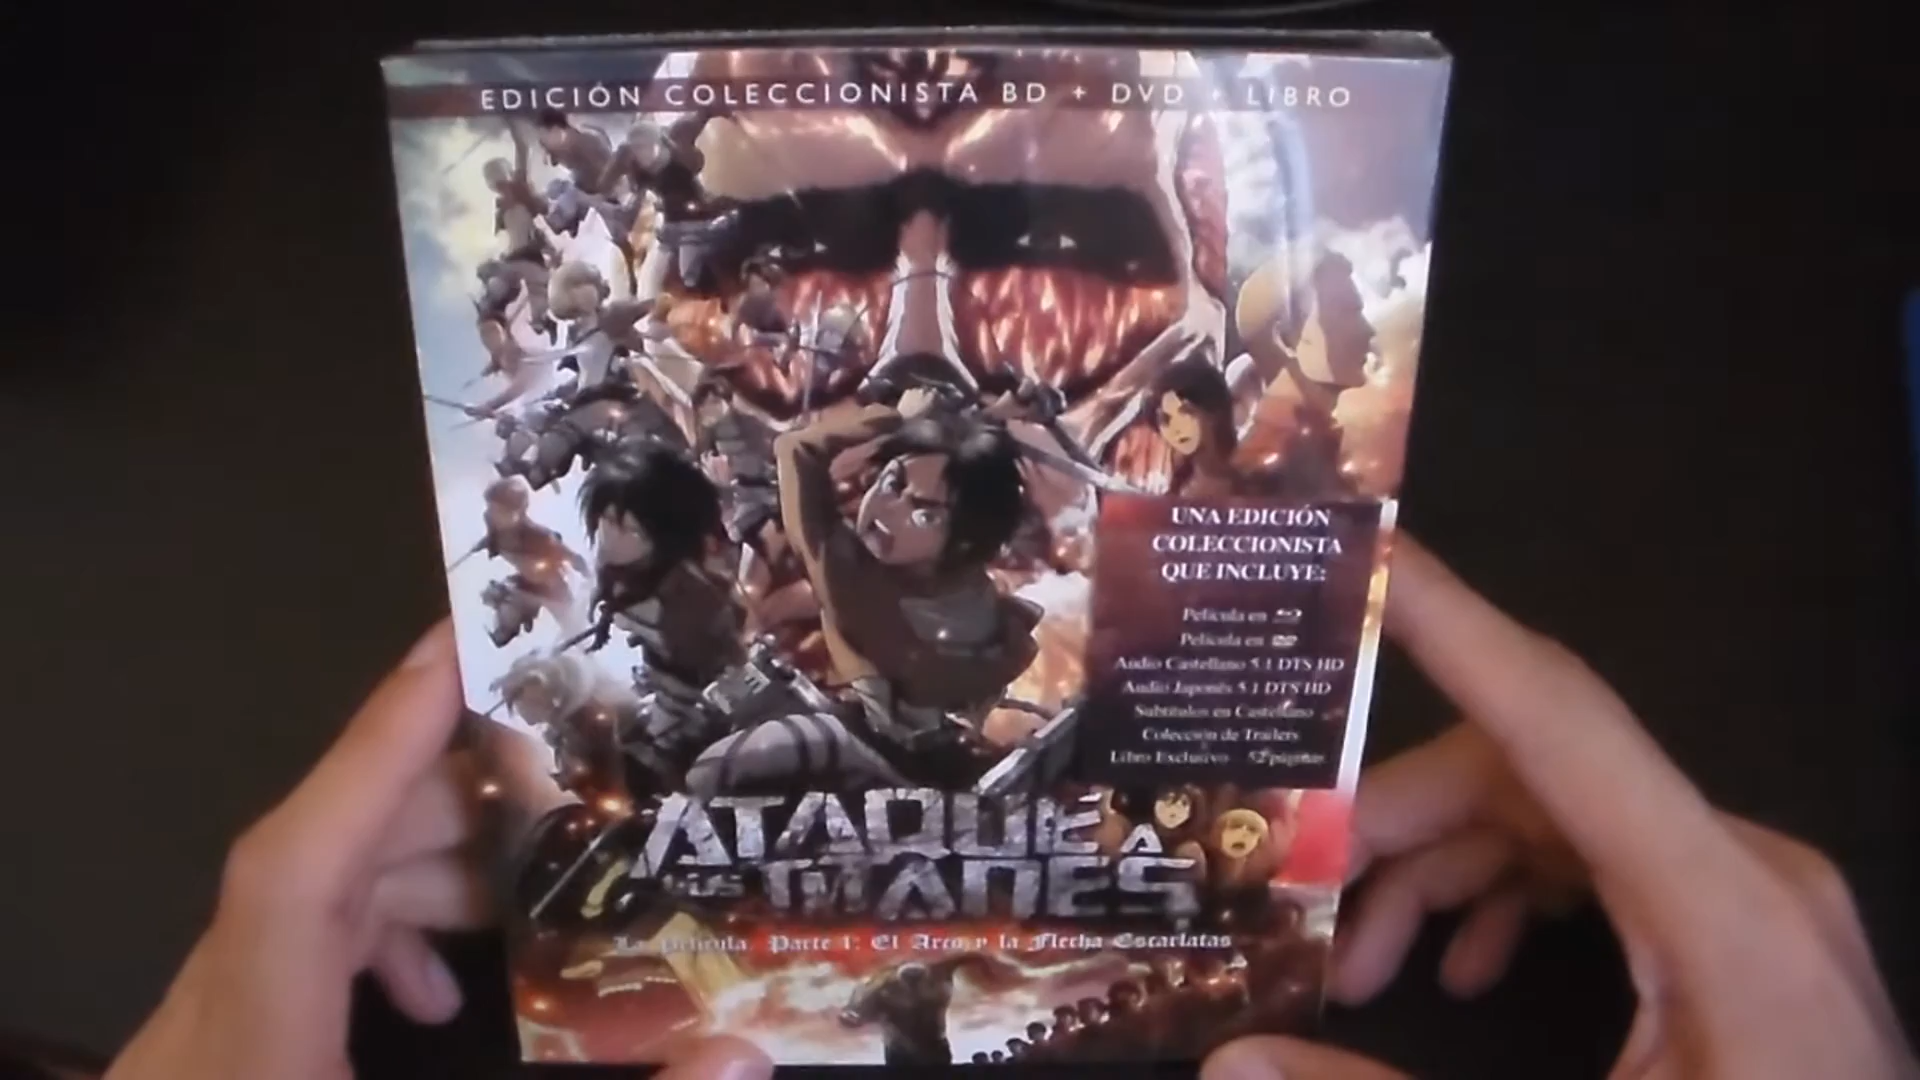 EDICIÓN COLECCIONISTA BD + DVD + LIBRO
UNA EDICIÓN
COLECCIONISTA
QUE INCLUYE:
Película en
Película en
Audio Castellano 5.1 DTS HD
Audio Japonés 5.1 DTS HD
Subtítulos en Castellano
Colección de Trailers
Libro Exclusivo 52 páginas
ATAQUE A
LOS TITANES
La película. Parte 1: El Arco y la Flecha Escarlatas